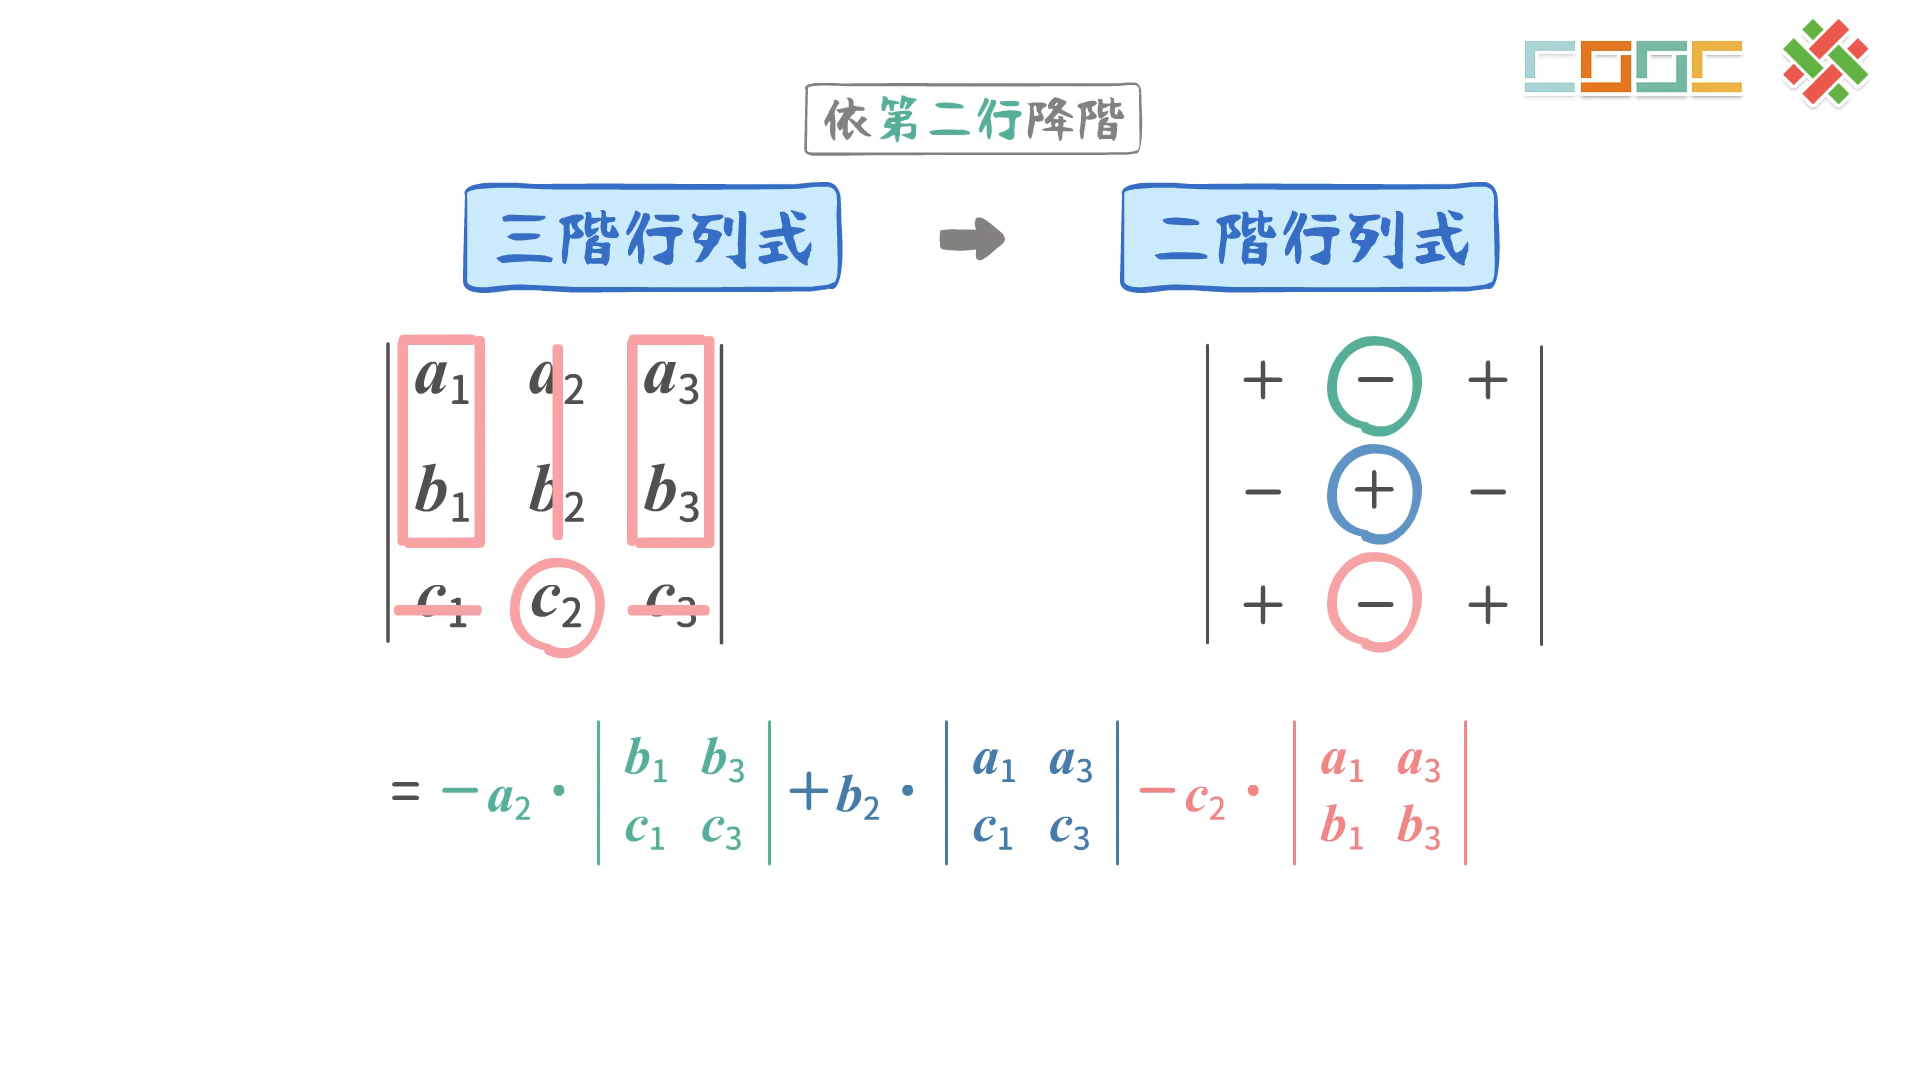 COOC
依第二行降階
三階行列式 → 二階行列式
a₁ a₂ a₃ + − +
b₁ b₂ b₃ − + −
c₁ c₂ c₃ + − +
= −a₂ · | b₁ b₃ | + b₂ · | a₁ a₃ | − c₂ · | a₁ a₃ |
| c₁ c₃ | | c₁ c₃ | | b₁ b₃ |